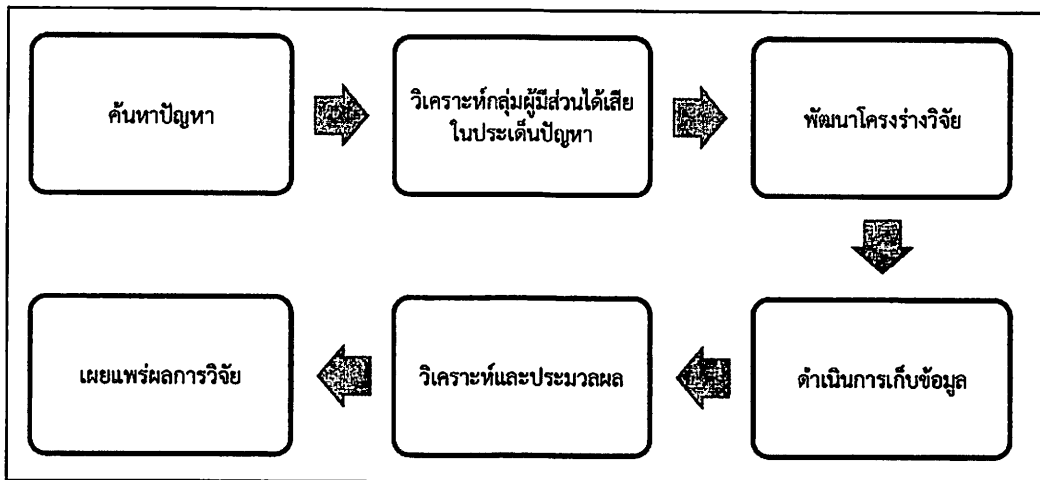 ค้นหาปัญหา
วิเคราะห์กลุ่มผู้มีส่วนได้เสีย
ในประเด็นปัญหา
พัฒนาโครงร่างวิจัย
ดำเนินการเก็บข้อมูล
วิเคราะห์และประมวลผล
เผยแพร่ผลการวิจัย